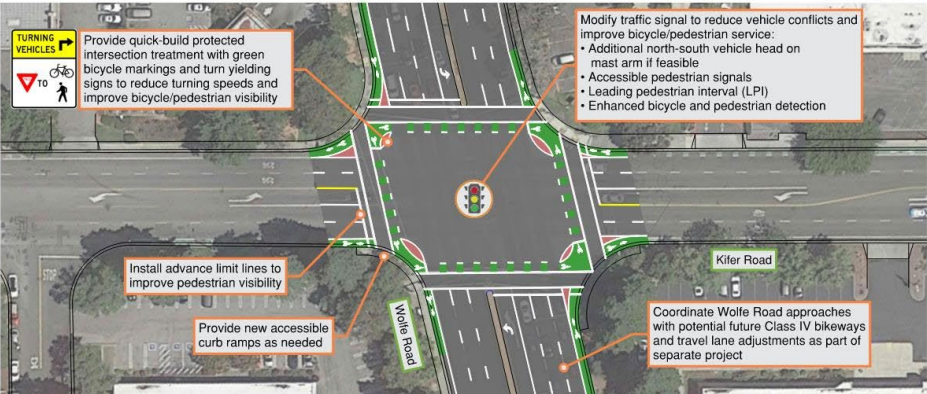 TURNING
VEHICLES
TO
Provide quick-build protected
intersection treatment with green
bicycle markings and turn yielding
signs to reduce turning speeds and
improve bicycle/pedestrian visibility
Modify traffic signal to reduce vehicle conflicts and
improve bicycle/pedestrian service:
• Additional north-south vehicle head on
mast arm if feasible
• Accessible pedestrian signals
• Leading pedestrian interval (LPI)
• Enhanced bicycle and pedestrian detection
Install advance limit lines to
improve pedestrian visibility
Provide new accessible
curb ramps as needed
Wolfe Road
Kifer Road
Coordinate Wolfe Road approaches
with potential future Class IV bikeways
and travel lane adjustments as part of
separate project
STOP